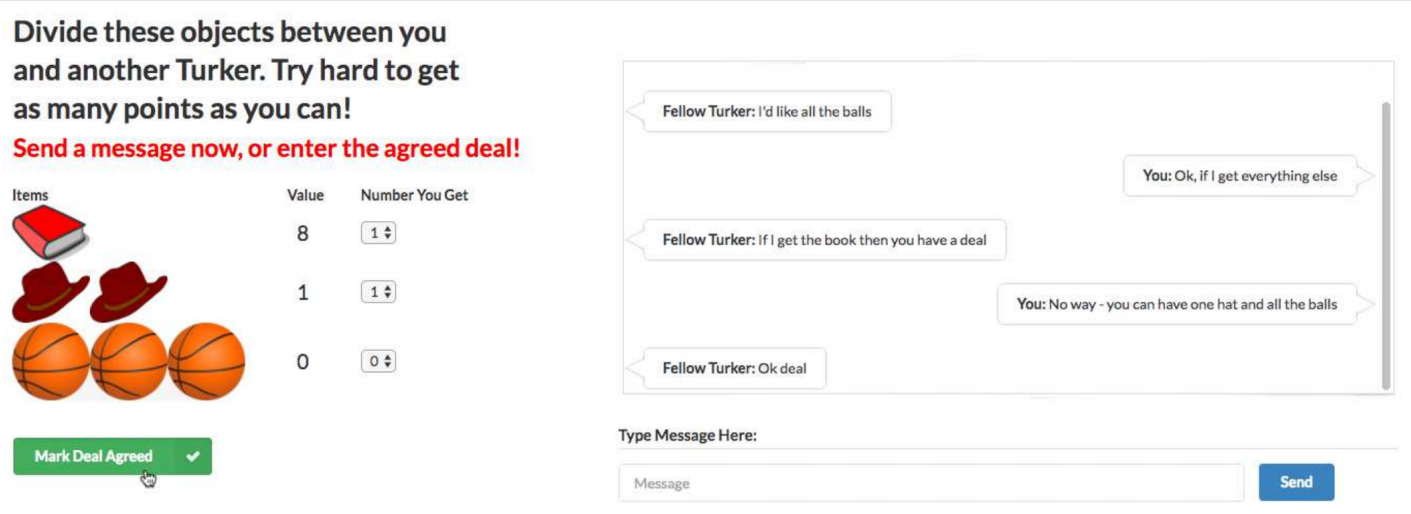 Divide these objects between you
and another Turker. Try hard to get
as many points as you can!
Send a message now, or enter the agreed deal!
Items Value Number You Get
8 1
1 1
0 0
Mark Deal Agreed
Fellow Turker: I'd like all the balls
You: Ok, if I get everything else
Fellow Turker: If I get the book then you have a deal
You: No way - you can have one hat and all the balls
Fellow Turker: Ok deal
Type Message Here:
Message
Send